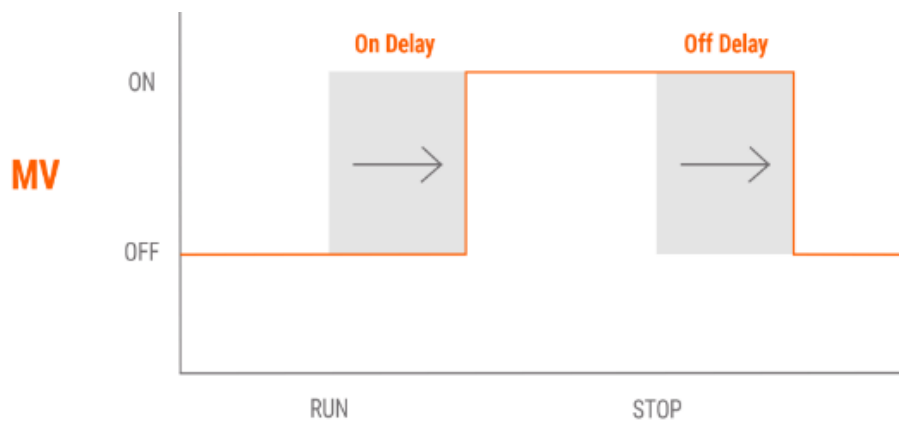 On Delay
Off Delay
ON
MV
OFF
RUN
STOP